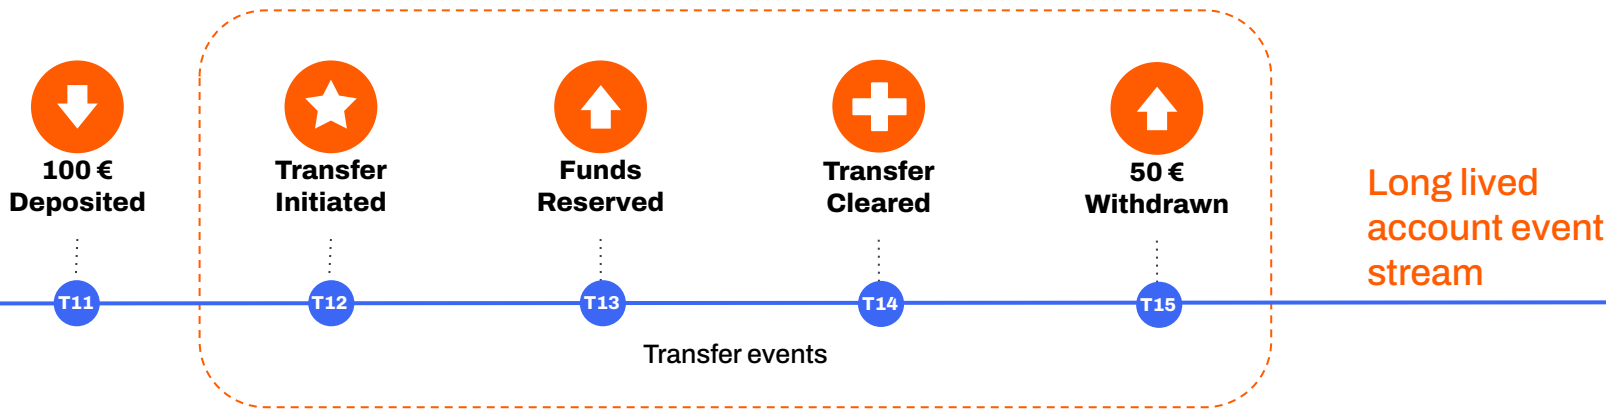 100 €
Deposited
Transfer
Initiated
Funds
Reserved
Transfer
Cleared
50 €
Withdrawn
Long lived
account event
stream
T11
T12
T13
T14
T15
Transfer events